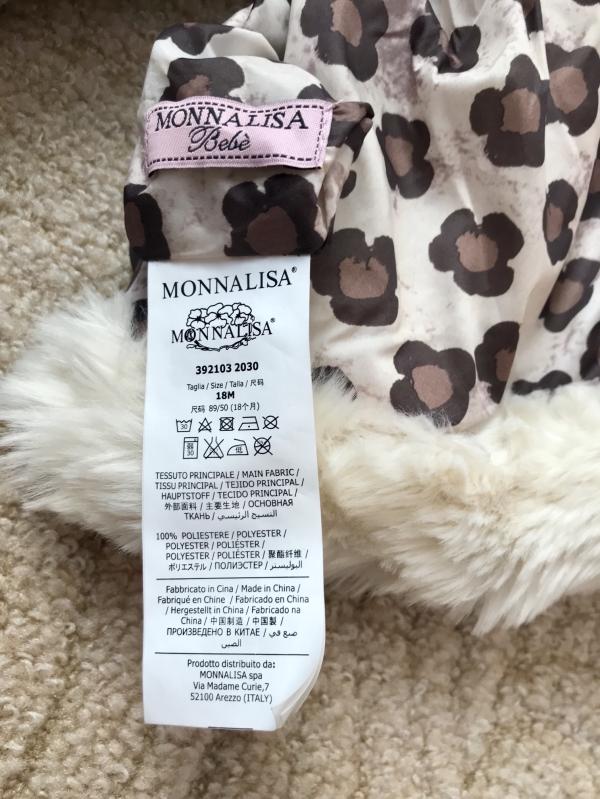 MONNALISA
Bebè
MONNALISA®
MONNALISA®
392103 2030
Taglia / Size / Talla / 尺码
18M
尺码 89/50 (18个月)
30
低
30
低
TESSUTO PRINCIPALE / MAIN FABRIC /
TISSU PRINCIPAL / TEJIDO PRINCIPAL /
HAUPTSTOFF / TECIDO PRINCIPAL /
外部面料 / 主要生地 / ОСНОВНАЯ
ТКАНЬ / النسيج الرئيسي
100% POLIESTERE / POLYESTER /
POLYESTER / POLIÉSTER /
POLYESTER / POLIÉSTER / 聚酯纤维 /
ポリエステル / ПОЛИЭСТЕР / البوليستر
Fabbricato in Cina / Made in China /
Fabriqué en Chine / Fabricado en China
/ Hergestellt in China / Fabricado na
China / 中国制造 / 中国製 /
ПРОИЗВЕДЕНО В КИТАЕ / صنع في
الصين
Prodotto distribuito da:
MONNALISA spa
Via Madame Curie,7
52100 Arezzo (ITALY)